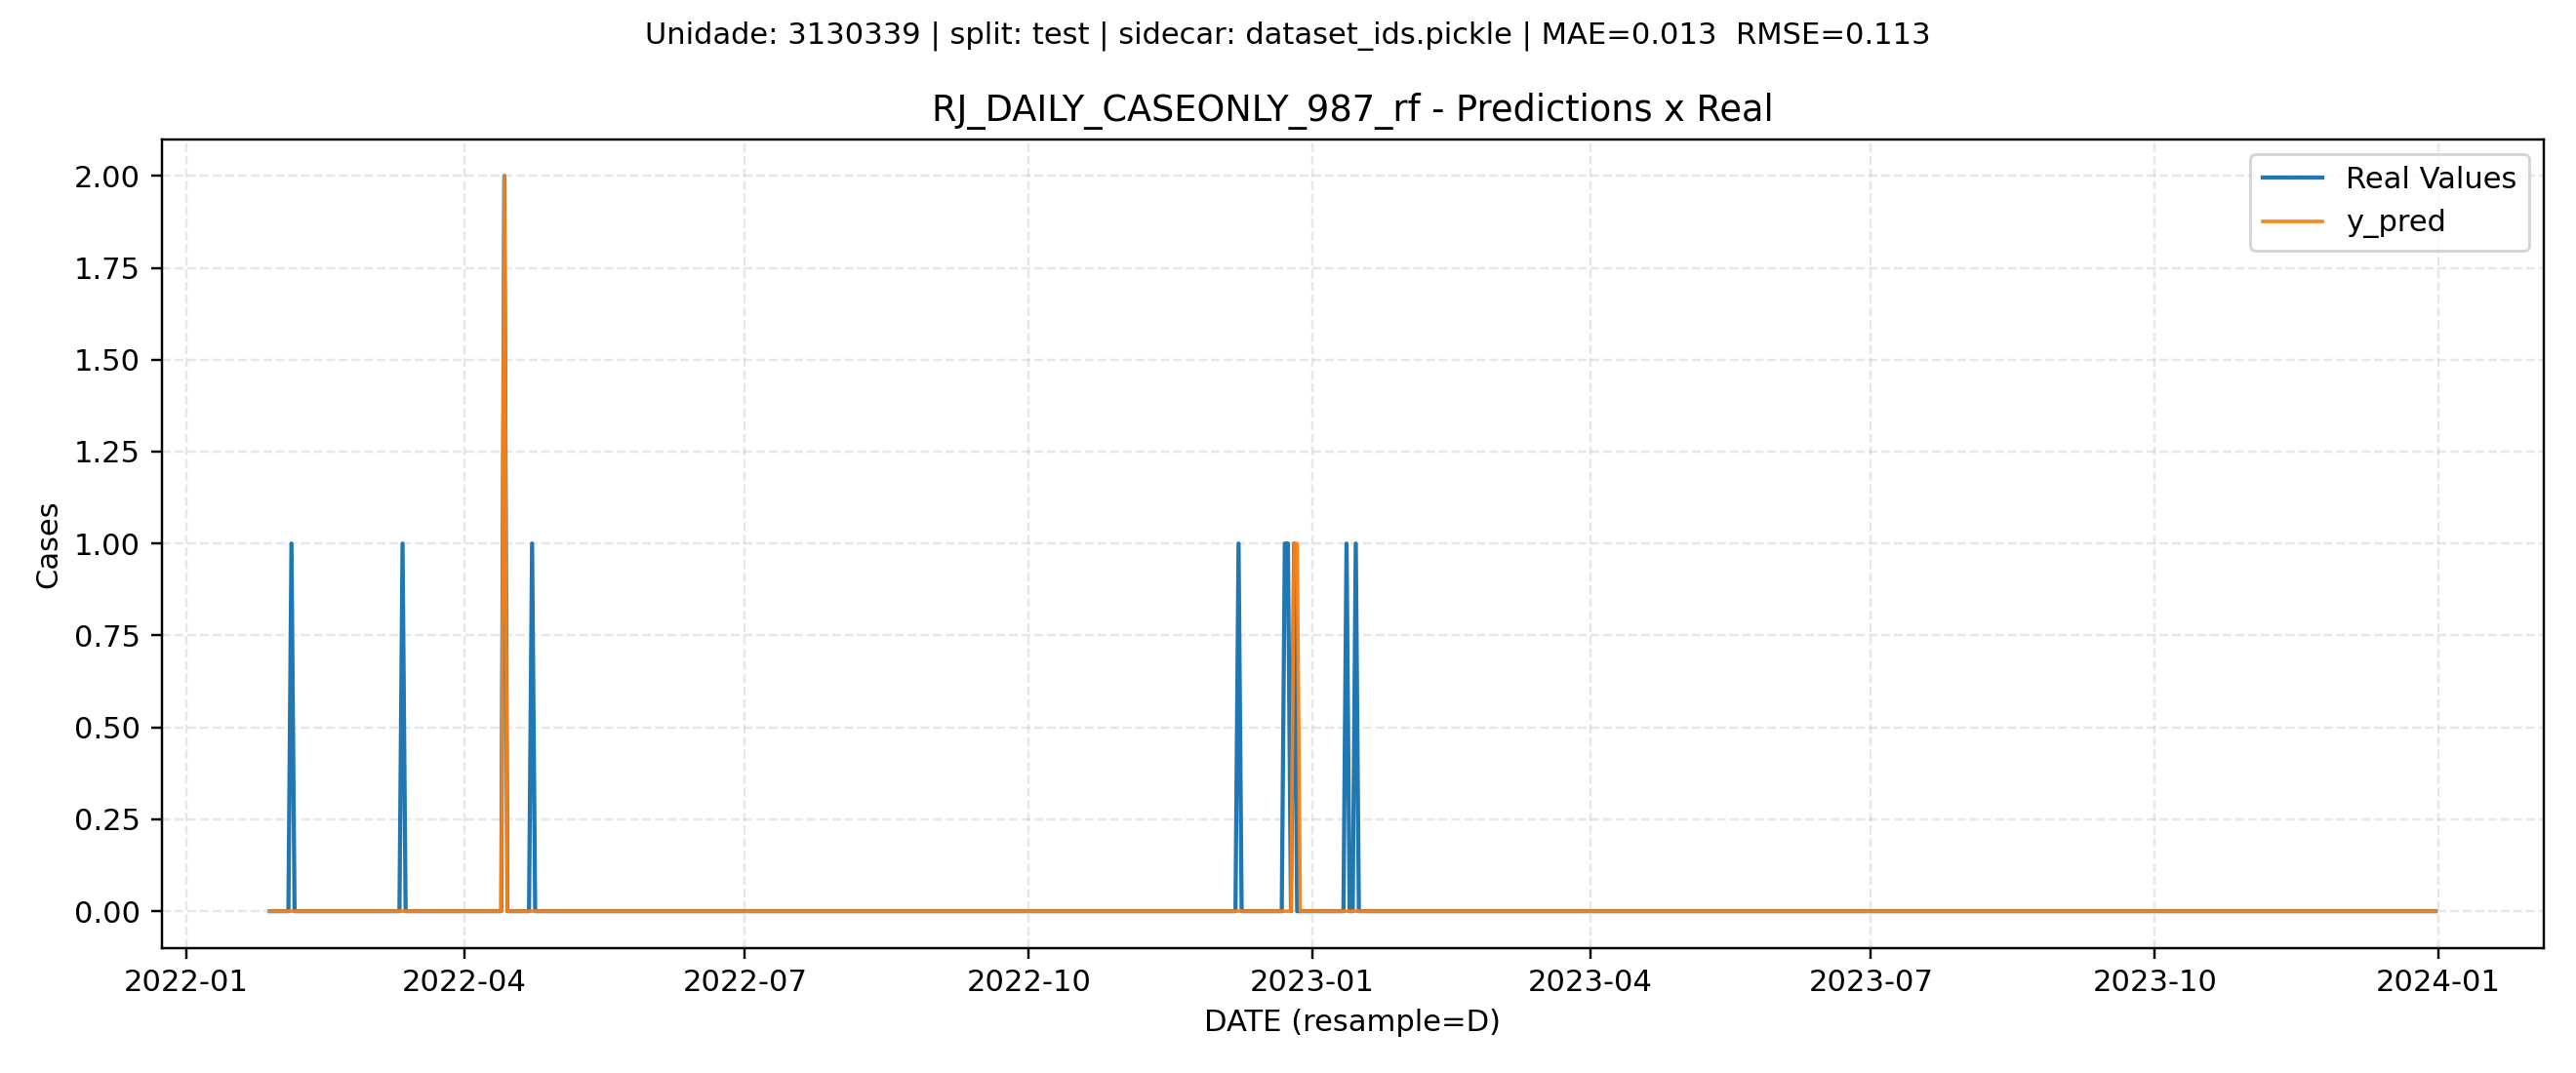 Unidade: 3130339 | split: test | sidecar: dataset_ids.pickle | MAE=0.013  RMSE=0.113
RJ_DAILY_CASEONLY_987_rf - Predictions x Real
Real Values
y_pred
Cases
2.00
1.75
1.50
1.25
1.00
0.75
0.50
0.25
0.00
2022-01 2022-04 2022-07 2022-10 2023-01 2023-04 2023-07 2023-10 2024-01
DATE (resample=D)